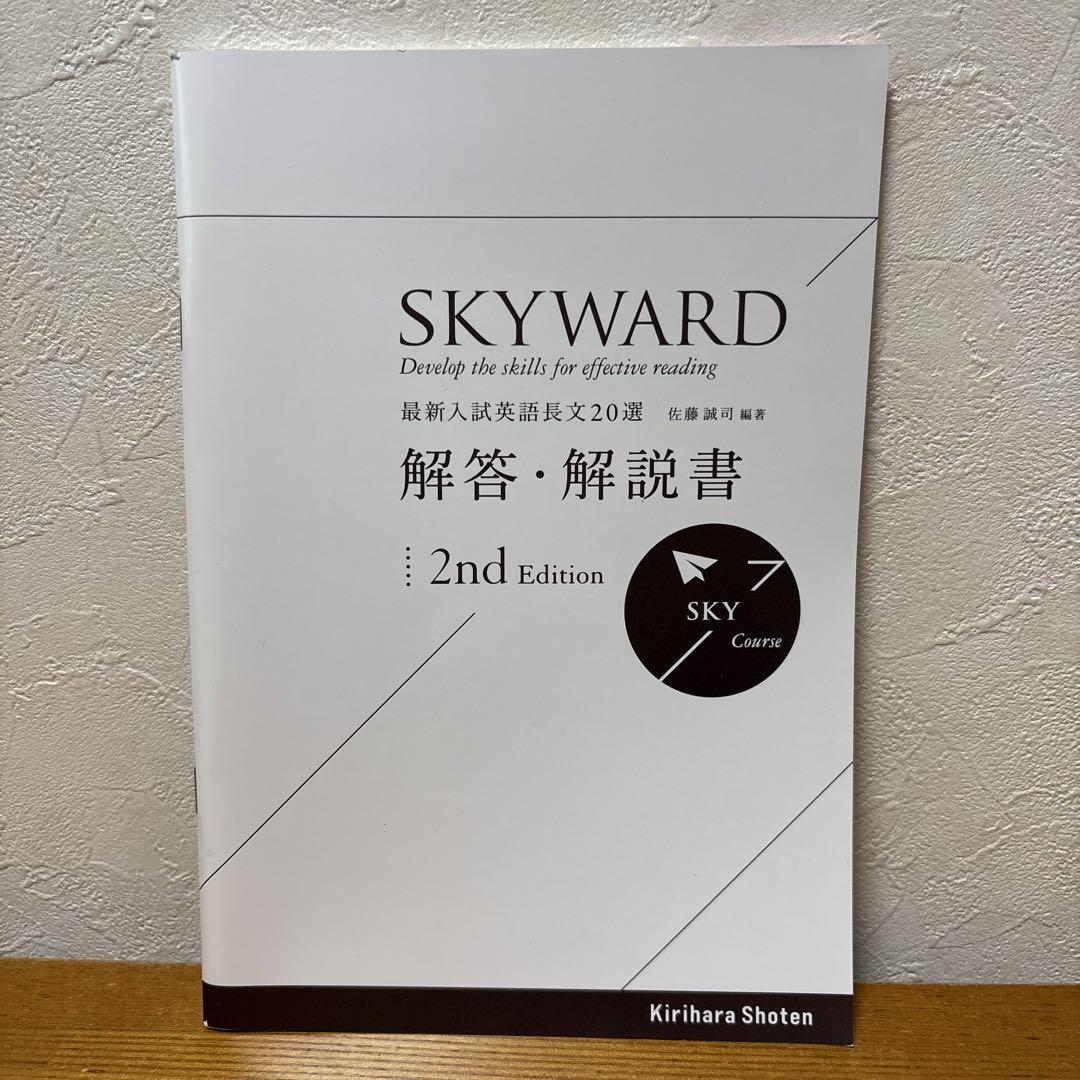 SKYWARD
Develop the skills for effective reading
最新入試英語長文20選 佐藤誠司 編著
解答・解説書
2nd Edition
SKY
Course
Kirihara Shoten